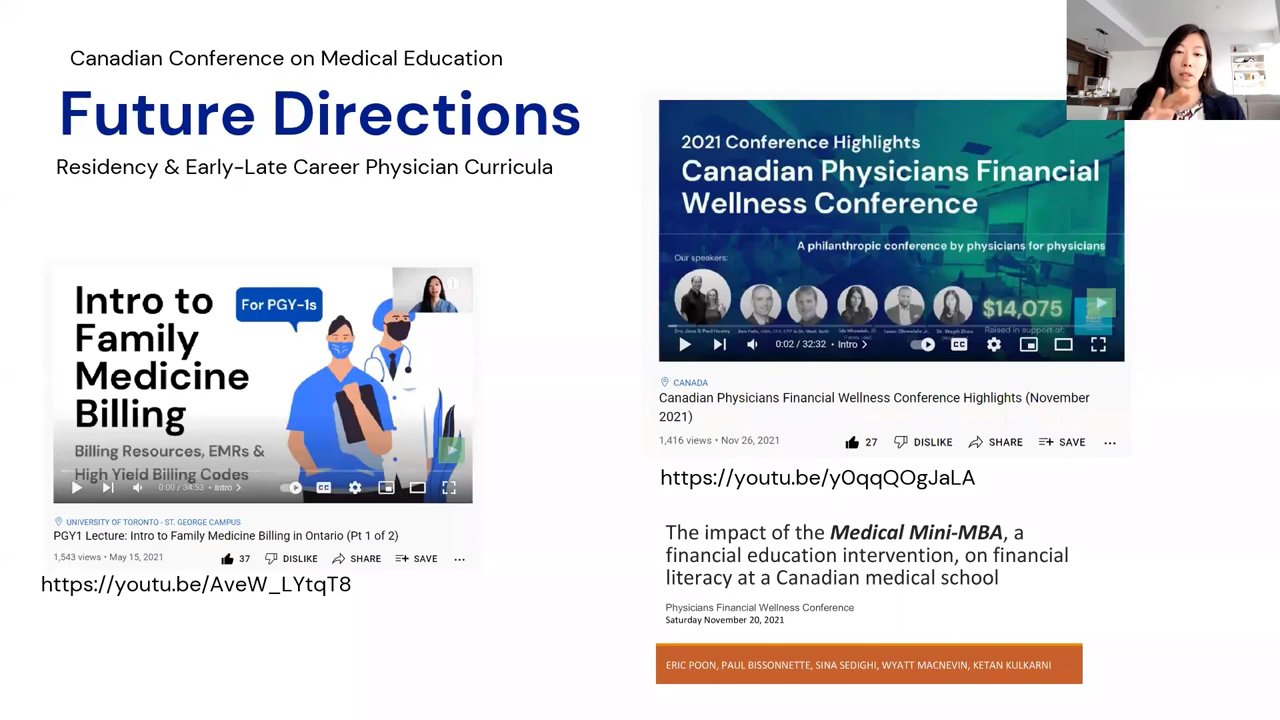 Canadian Conference on Medical Education
Future Directions
Residency & Early-Late Career Physician Curricula
Intro to
Family
Medicine
Billing
For PGY-1s
Billing Resources, EMRs &
High Yield Billing Codes
0:00 / 34:53 • intro >
UNIVERSITY OF TORONTO - ST. GEORGE CAMPUS
PGY1 Lecture: Intro to Family Medicine Billing in Ontario (Pt 1 of 2)
1,543 views • May 15, 2021
37 DISLIKE SHARE SAVE ...
https://youtu.be/AveW_LYtqT8
2021 Conference Highlights
Canadian Physicians Financial
Wellness Conference
A philanthropic conference by physicians for physicians
Our speakers:
$14,075
Raised in support of:
0:02 / 32:32 • Intro >
CANADA
Canadian Physicians Financial Wellness Conference Highlights (November
2021)
1,416 views • Nov 26, 2021
27 DISLIKE SHARE SAVE ...
https://youtu.be/y0qqQOgJaLA
The impact of the Medical Mini-MBA, a
financial education intervention, on financial
literacy at a Canadian medical school
Physicians Financial Wellness Conference
Saturday November 20, 2021
ERIC POON, PAUL BISSONNETTE, SINA SEDIGHI, WYATT MACNEVIN, KETAN KULKARNI